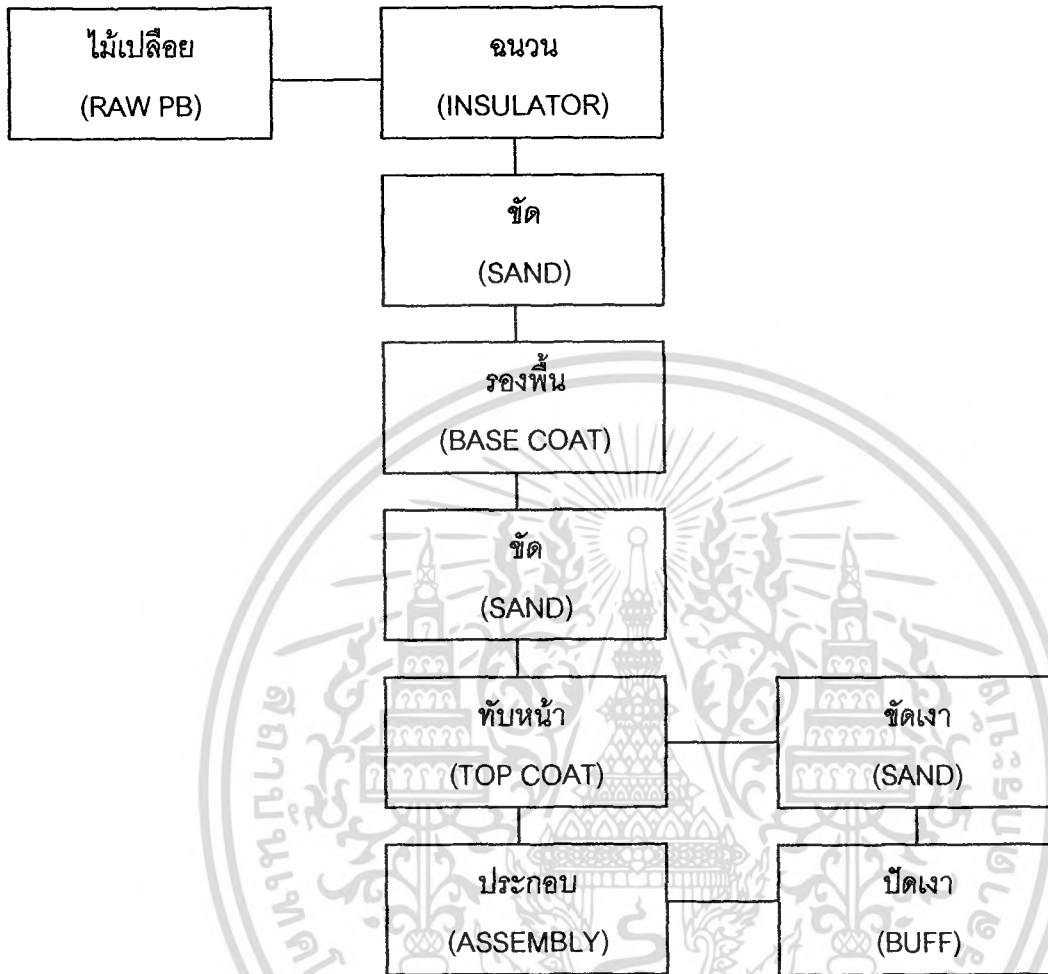 ไม้เปลือย
(RAW PB)
ฉนวน
(INSULATOR)
ขัด
(SAND)
รองพื้น
(BASE COAT)
ขัด
(SAND)
ทับหน้า
(TOP COAT)
ขัดเงา
(SAND)
ประกอบ
(ASSEMBLY)
ปัดเงา
(BUFF)